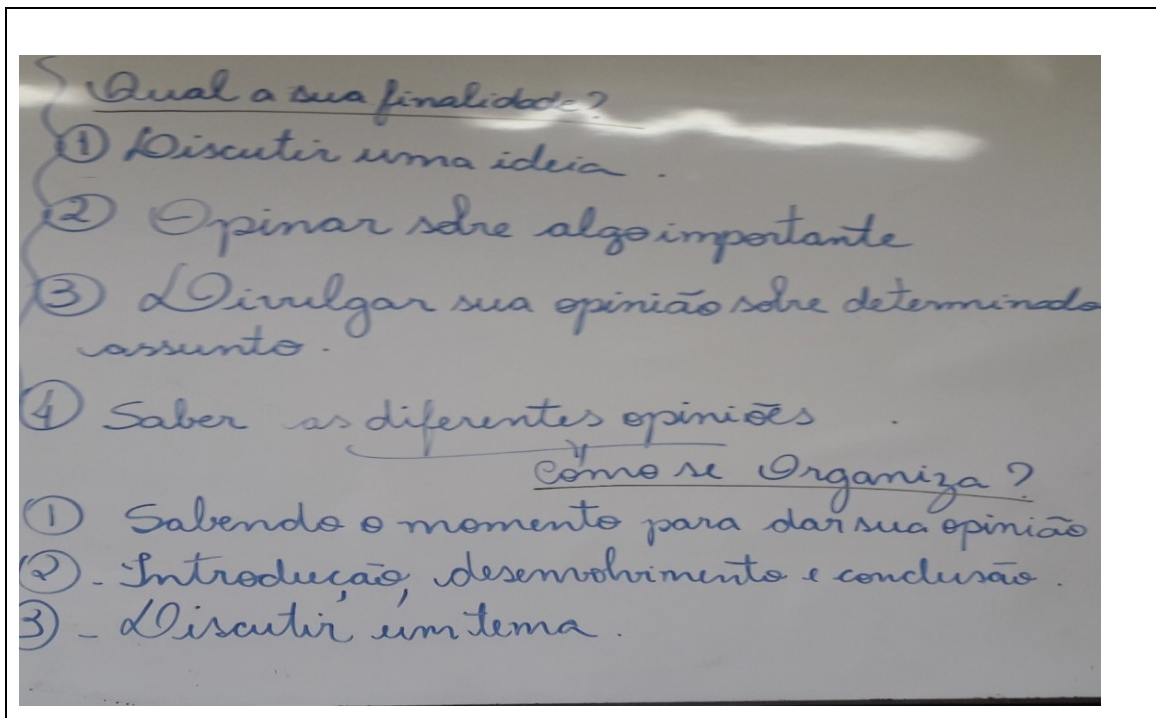 Qual a sua finalidade?
① Discutir uma ideia .
② Opinar sobre algo importante
③ Divulgar sua opinião sobre determinado
assunto .
④ Saber as diferentes opiniões .
Como se Organiza ?
① Sabendo o momento para dar sua opinião
②. Introdução, desenvolvimento e conclusão .
③ - Discutir um tema .